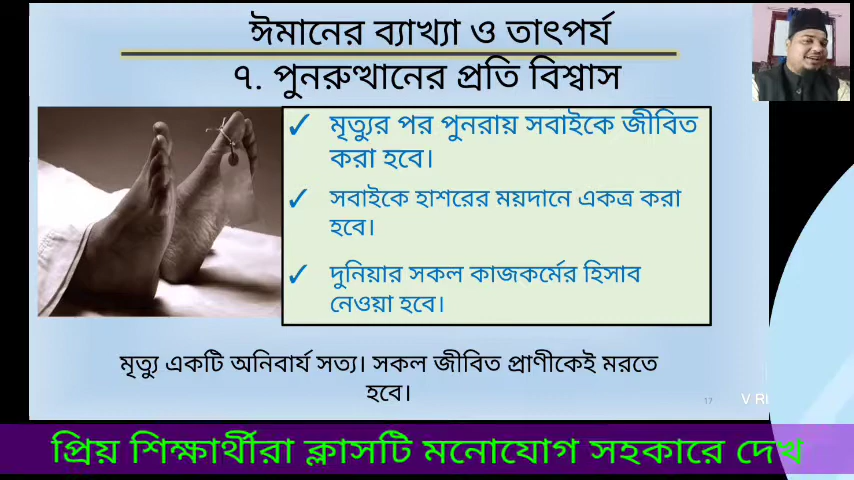 ঈমানের ব্যাখ্যা ও তাৎপর্য
৭. পুনরুত্থানের প্রতি বিশ্বাস
✓ মৃত্যুর পর পুনরায় সবাইকে জীবিত
করা হবে।
✓ সবাইকে হাশরের ময়দানে একত্র করা
হবে।
✓ দুনিয়ার সকল কাজকর্মের হিসাব
নেওয়া হবে।
মৃত্যু একটি অনিবার্য সত্য। সকল জীবিত প্রাণীকেই মরতে
হবে।
17
প্রিয় শিক্ষার্থীরা ক্লাসটি মনোযোগ সহকারে দেখ